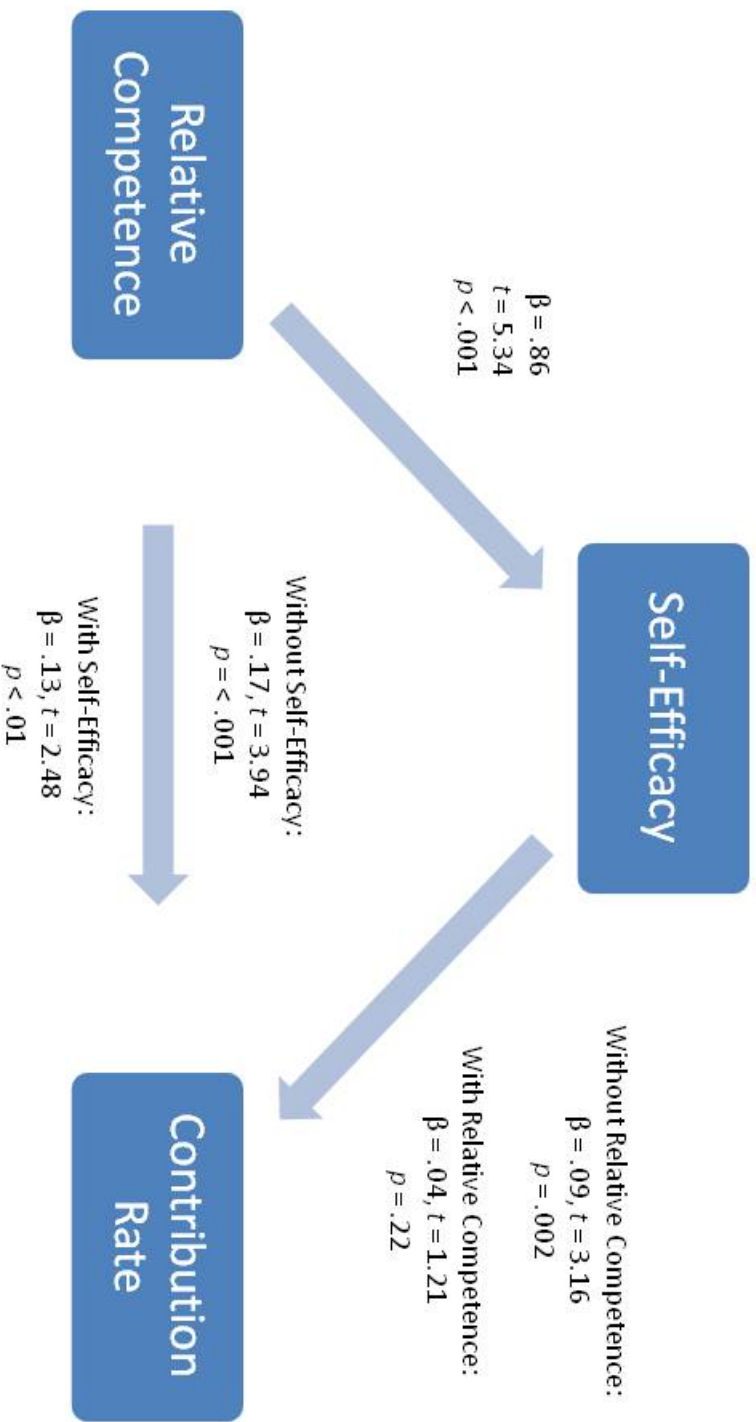 Self-Efficacy
β = .86
t = 5.34
p < .001
Without Relative Competence:
β = .09, t = 3.16
p = .002
With Relative Competence:
β = .04, t = 1.21
p = .22
Without Self-Efficacy:
β = .17, t = 3.94
p = < .001
Relative
Competence
Contribution
Rate
With Self-Efficacy:
β = .13, t = 2.48
p < .01